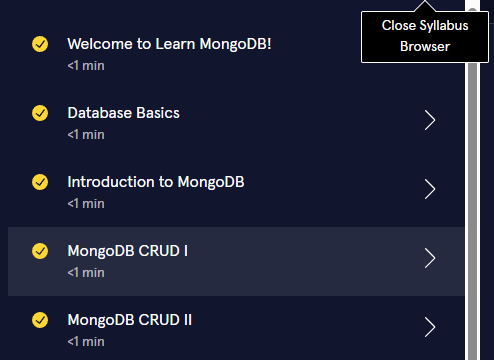 Close Syllabus
Browser
Welcome to Learn MongoDB!
<1 min
Database Basics
<1 min
Introduction to MongoDB
<1 min
MongoDB CRUD I
<1 min
MongoDB CRUD II
<1 min